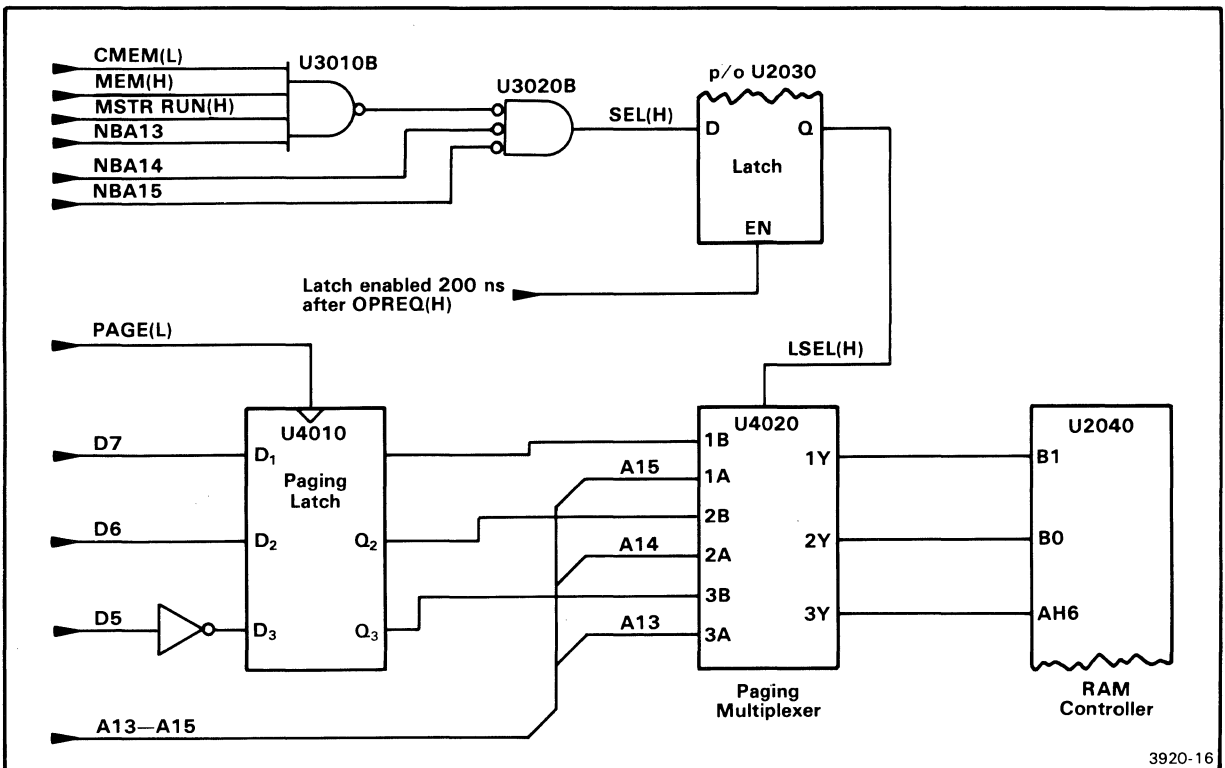 CMEM(L)
MEM(H)
MSTR RUN(H)
NBA13
NBA14
NBA15
U3010B
U3020B
SEL(H)
p/o U2030
D Q
Latch
EN
Latch enabled 200 ns
after OPREQ(H)
PAGE(L)
LSEL(H)
D7
D6
D5
U4010
D1
Paging
Latch
D2 Q2
D3 Q3
A15
A14
A13
A13—A15
U4020
1B
1A 1Y
2B
2A 2Y
3B
3A 3Y
Paging
Multiplexer
U2040
B1
B0
AH6
RAM
Controller
3920-16